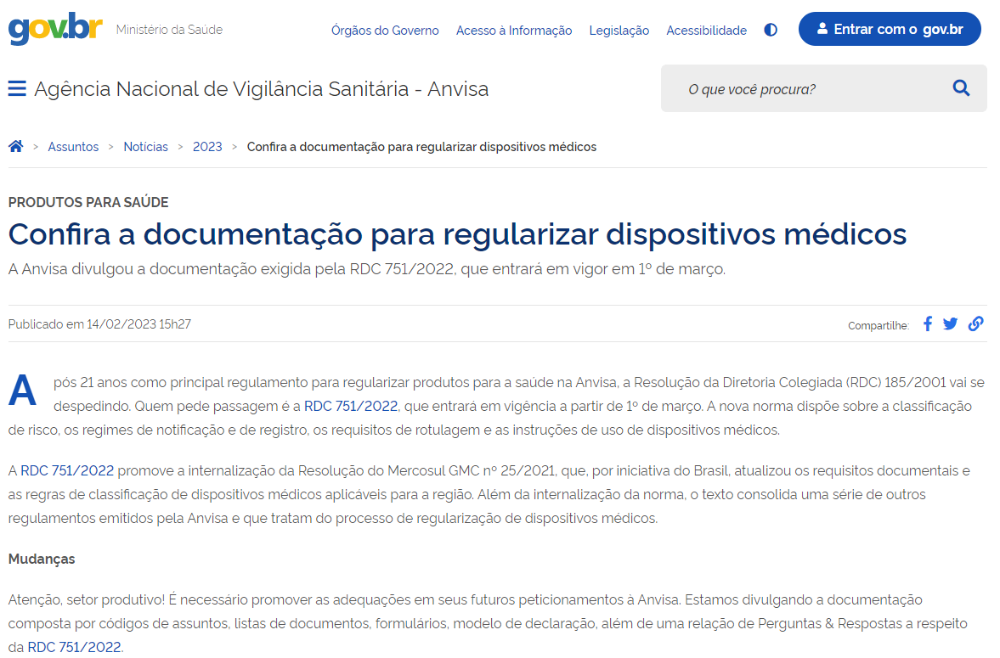 gov.br Ministério da Saúde Órgãos do Governo Acesso à Informação Legislação Acessibilidade Entrar com o gov.br
Agência Nacional de Vigilância Sanitária - Anvisa O que você procura?
> Assuntos > Notícias > 2023 > Confira a documentação para regularizar dispositivos médicos
PRODUTOS PARA SAÚDE
Confira a documentação para regularizar dispositivos médicos
A Anvisa divulgou a documentação exigida pela RDC 751/2022, que entrará em vigor em 1º de março.
Publicado em 14/02/2023 15h27 Compartilhe:
Após 21 anos como principal regulamento para regularizar produtos para a saúde na Anvisa, a Resolução da Diretoria Colegiada (RDC) 185/2001 vai se
despedindo. Quem pede passagem é a RDC 751/2022, que entrará em vigência a partir de 1º de março. A nova norma dispõe sobre a classificação
de risco, os regimes de notificação e de registro, os requisitos de rotulagem e as instruções de uso de dispositivos médicos.
A RDC 751/2022 promove a internalização da Resolução do Mercosul GMC nº 25/2021, que, por iniciativa do Brasil, atualizou os requisitos documentais e
as regras de classificação de dispositivos médicos aplicáveis para a região. Além da internalização da norma, o texto consolida uma série de outros
regulamentos emitidos pela Anvisa e que tratam do processo de regularização de dispositivos médicos.
Mudanças
Atenção, setor produtivo! É necessário promover as adequações em seus futuros peticionamentos à Anvisa. Estamos divulgando a documentação
composta por códigos de assuntos, listas de documentos, formulários, modelo de declaração, além de uma relação de Perguntas & Respostas a respeito
da RDC 751/2022.